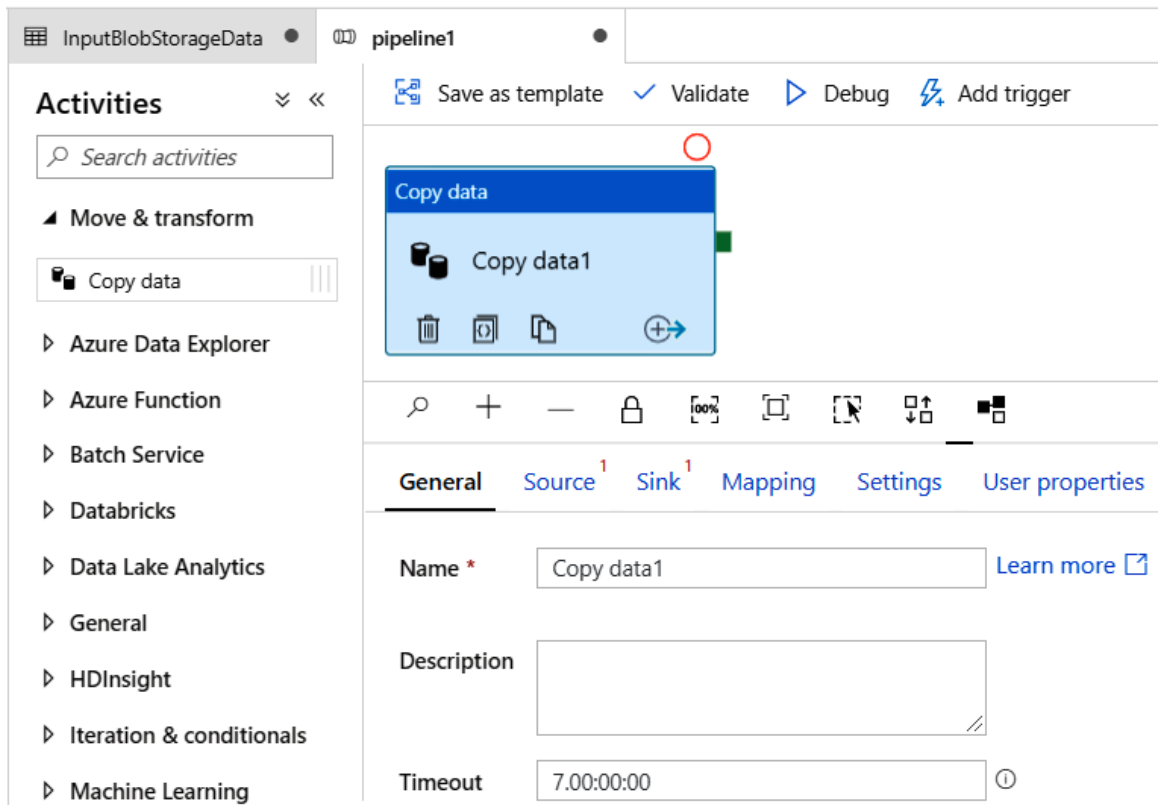 InputBlobStorageData
pipeline1
Activities
Search activities
Move & transform
Copy data
Azure Data Explorer
Azure Function
Batch Service
Databricks
Data Lake Analytics
General
HDInsight
Iteration & conditionals
Machine Learning
Save as template Validate Debug Add trigger
Copy data
Copy data1
100%
General Source 1 Sink 1 Mapping Settings User properties
Name * Copy data1 Learn more
Description
Timeout 7.00:00:00